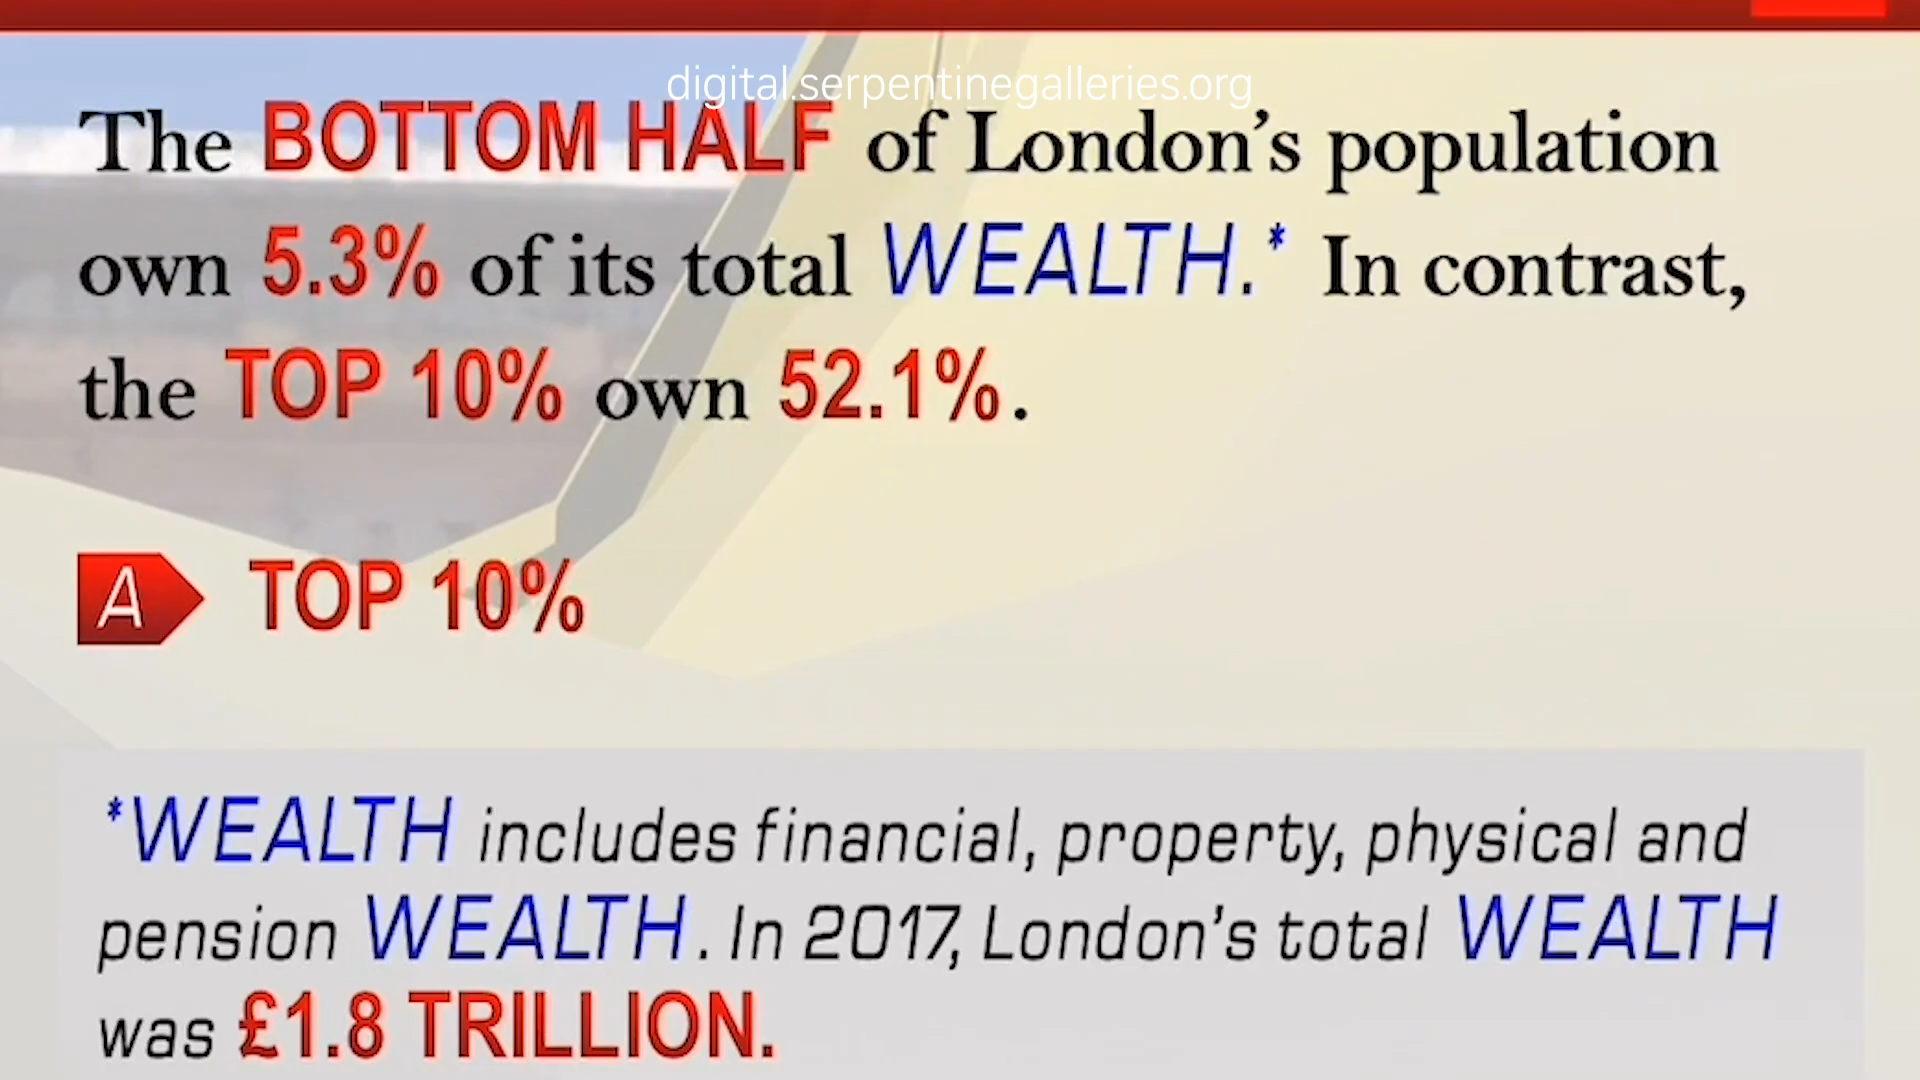 digital.serpentinegalleries.org
The BOTTOM HALF of London’s population
own 5.3% of its total WEALTH.* In contrast,
the TOP 10% own 52.1%.
A TOP 10%
*WEALTH includes financial, property, physical and
pension WEALTH. In 2017, London’s total WEALTH
was £1.8 TRILLION.